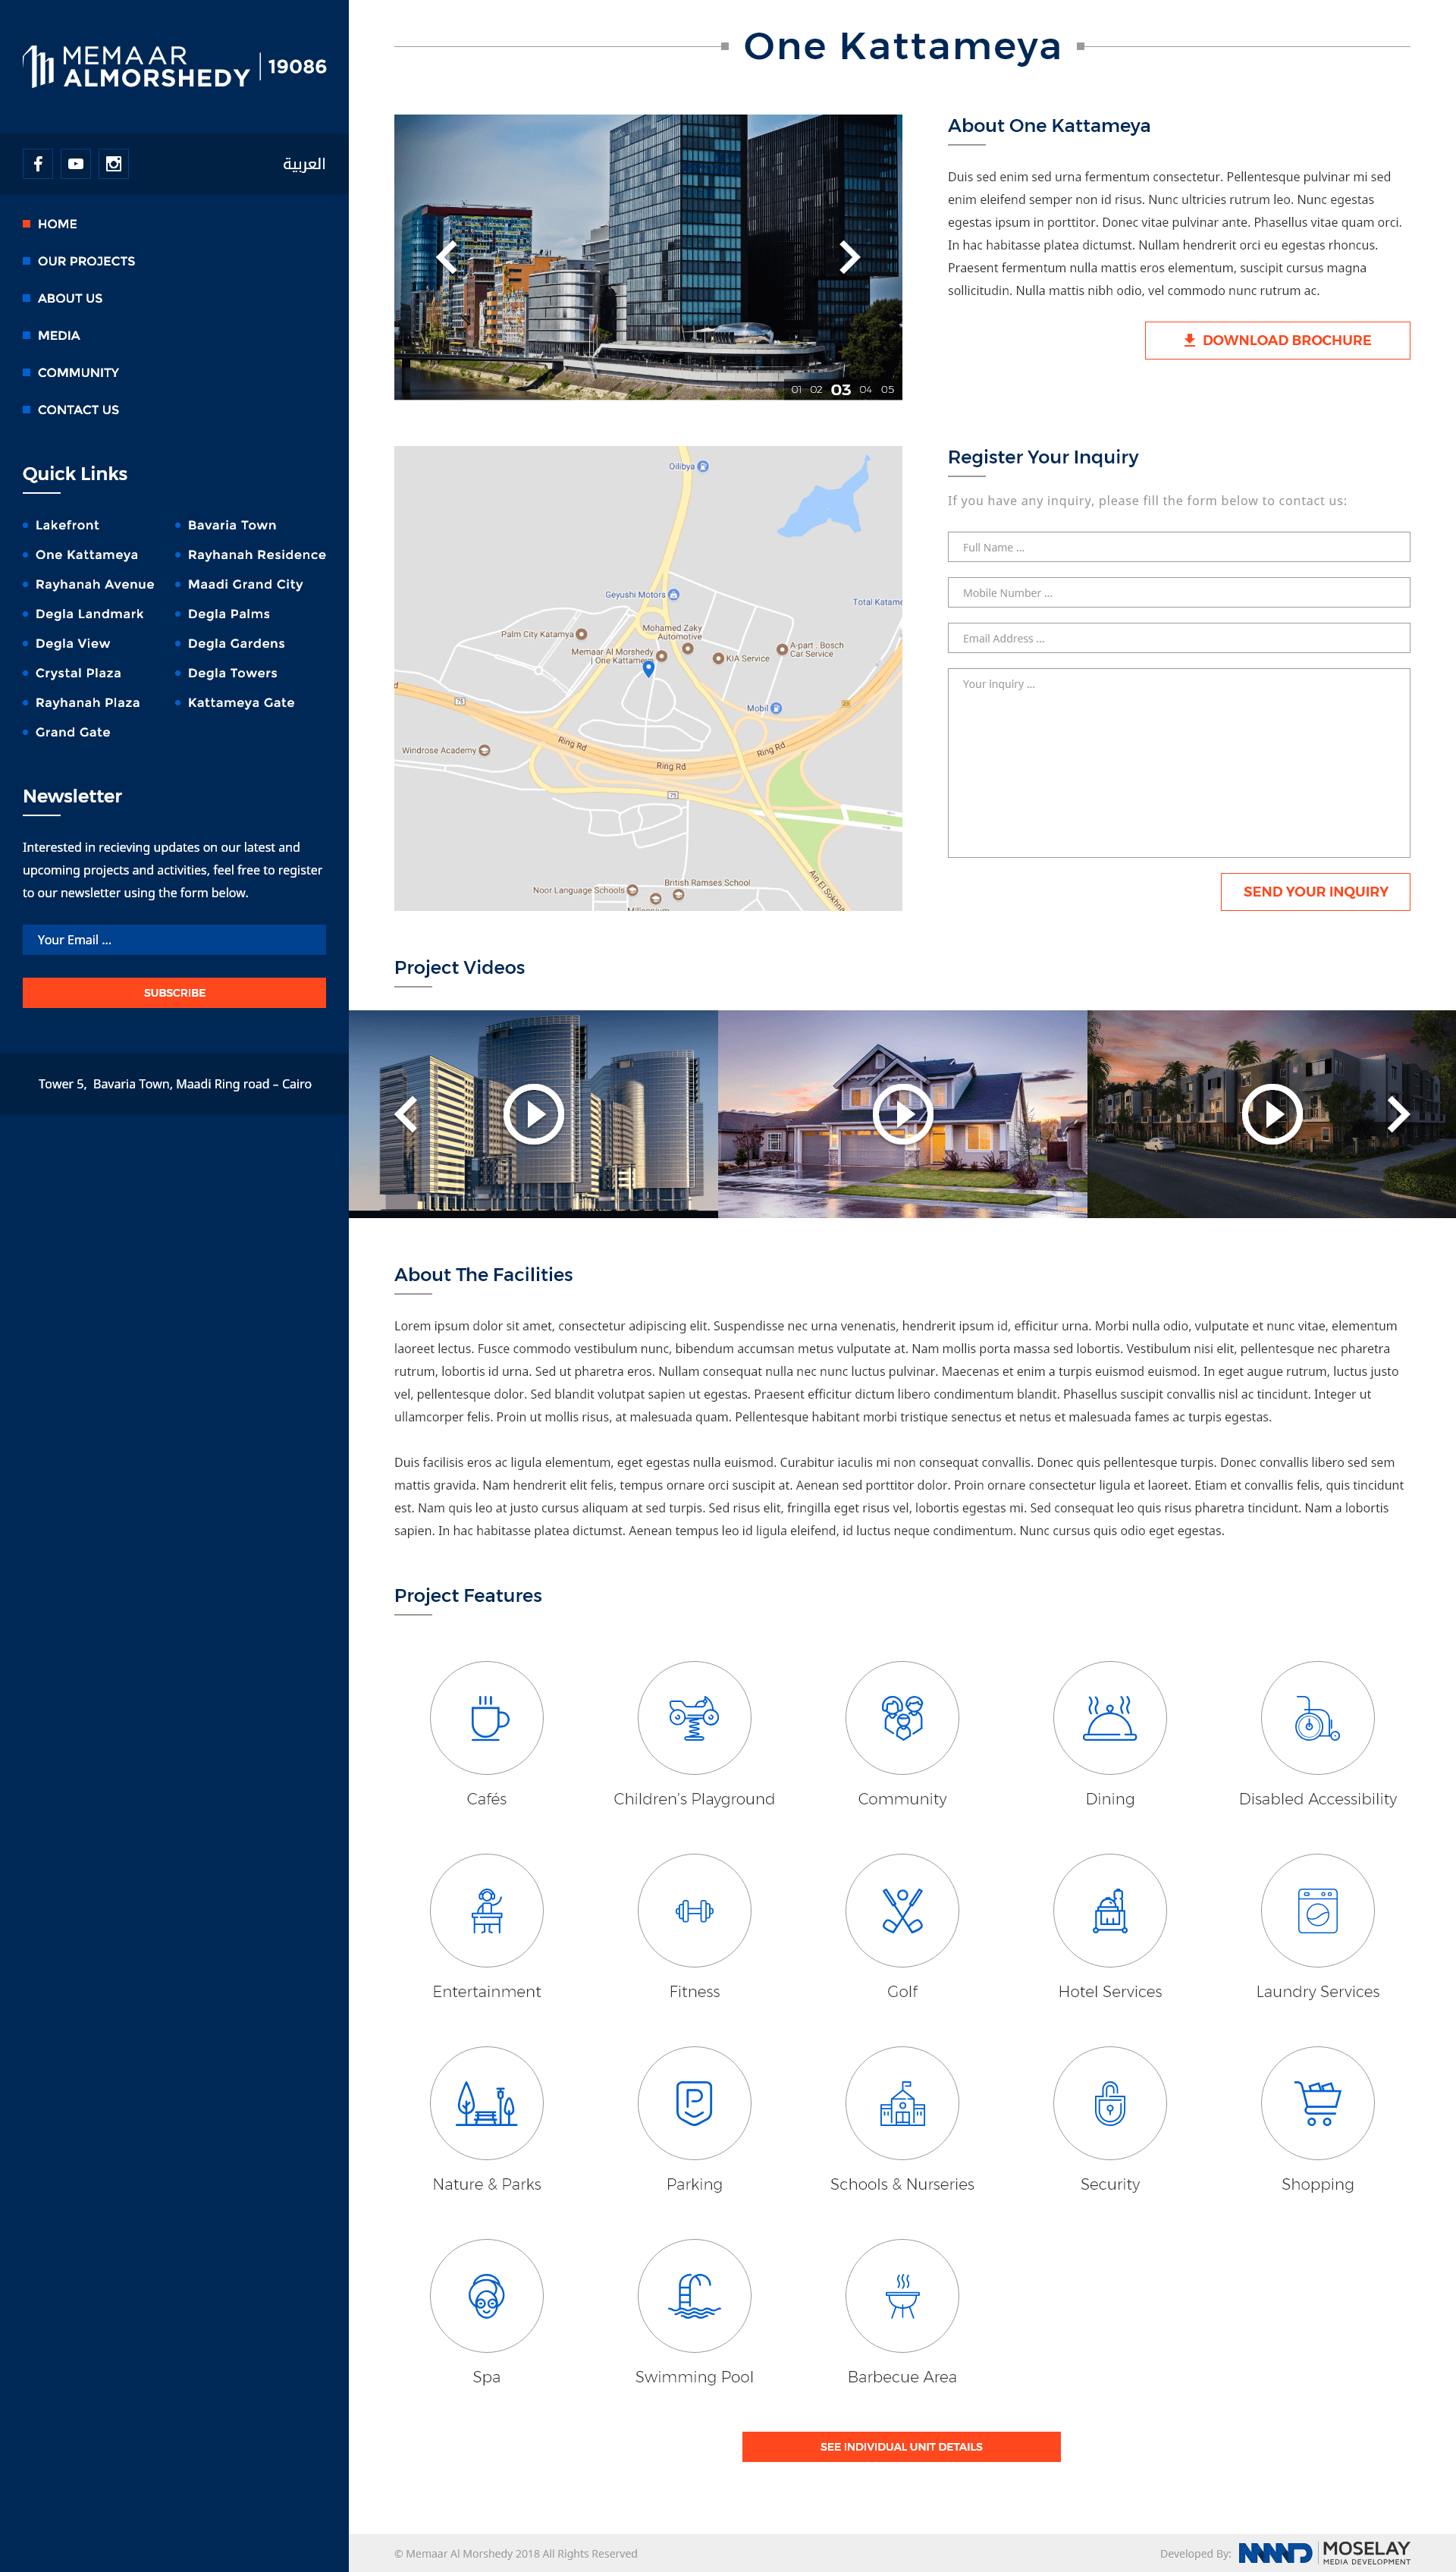 MEMAAR
ALMORSHEDY
19086
العربية
HOME
OUR PROJECTS
ABOUT US
MEDIA
COMMUNITY
CONTACT US
Quick Links
Lakefront
Bavaria Town
One Kattameya
Rayhanah Residence
Rayhanah Avenue
Maadi Grand City
Degla Landmark
Degla Palms
Degla View
Degla Gardens
Crystal Plaza
Degla Towers
Rayhanah Plaza
Kattameya Gate
Grand Gate
Newsletter
Interested in recieving updates on our latest and
upcoming projects and activities, feel free to register
to our newsletter using the form below.
Your Email ...
SUBSCRIBE
Tower 5, Bavaria Town, Maadi Ring road – Cairo
One Kattameya
01 02 03 04 05
About One Kattameya
Duis sed enim sed urna fermentum consectetur. Pellentesque pulvinar mi sed
enim eleifend semper non id risus. Nunc ultricies rutrum leo. Nunc egestas
egestas ipsum in porttitor. Donec vitae pulvinar ante. Phasellus vitae quam orci.
In hac habitasse platea dictumst. Nullam hendrerit orci eu egestas rhoncus.
Praesent fermentum nulla mattis eros elementum, suscipit cursus magna
sollicitudin. Nulla mattis nibh odio, vel commodo nunc rutrum ac.
DOWNLOAD BROCHURE
Oilibya
Geyushi Motors
Total Katame
Palm City Katamya
Mohamed Zaky
Automotive
Memaar Al M orshedy
| One Kattameya
KIA Service
A-part . Bosch
Car Service
Mobil
Windrose Academy
Ring Rd
Ring Rd
Ring Rd
75
75
Ain El Sokhna
Noor Language Schools
British Ramses School
Millennium
Register Your Inquiry
If you have any inquiry, please fill the form below to contact us:
Full Name ...
Mobile Number ...
Email Address ...
Your inquiry ...
SEND YOUR INQUIRY
Project Videos
About The Facilities
Lorem ipsum dolor sit amet, consectetur adipiscing elit. Suspendisse nec urna venenatis, hendrerit ipsum id, efficitur urna. Morbi nulla odio, vulputate et nunc vitae, elementum
laoreet lectus. Fusce commodo vestibulum nunc, bibendum accumsan metus vulputate at. Nam mollis porta massa sed lobortis. Vestibulum nisi elit, pellentesque nec pharetra
rutrum, lobortis id urna. Sed ut pharetra eros. Nullam consequat nulla nec nunc luctus pulvinar. Maecenas et enim a turpis euismod euismod. In eget augue rutrum, luctus justo
vel, pellentesque dolor. Sed blandit volutpat sapien ut egestas. Praesent efficitur dictum libero condimentum blandit. Phasellus suscipit convallis nisl ac tincidunt. Integer ut
ullamcorper felis. Proin ut mollis risus, at malesuada quam. Pellentesque habitant morbi tristique senectus et netus et malesuada fames ac turpis egestas.
Duis facilisis eros ac ligula elementum, eget egestas nulla euismod. Curabitur iaculis mi non consequat convallis. Donec quis pellentesque turpis. Donec convallis libero sed sem
mattis gravida. Nam hendrerit elit felis, tempus ornare orci suscipit at. Aenean sed porttitor dolor. Proin ornare consectetur ligula et laoreet. Etiam et convallis felis, quis tincidunt
est. Nam quis leo at justo cursus aliquam at sed turpis. Sed risus elit, fringilla eget risus vel, lobortis egestas mi. Sed consequat leo quis risus pharetra tincidunt. Nam a lobortis
sapien. In hac habitasse platea dictumst. Aenean tempus leo id ligula eleifend, id luctus neque condimentum. Nunc cursus quis odio eget egestas.
Project Features
Cafés
Children's Playground
Community
Dining
Disabled Accessibility
Entertainment
Fitness
Golf
Hotel Services
Laundry Services
Nature & Parks
Parking
Schools & Nurseries
Security
Shopping
Spa
Swimming Pool
Barbecue Area
SEE INDIVIDUAL UNIT DETAILS
© Memaar Al Morshedy 2018 All Rights Reserved
Developed By:
MOSELAY
MEDIA DEVELOPMENT